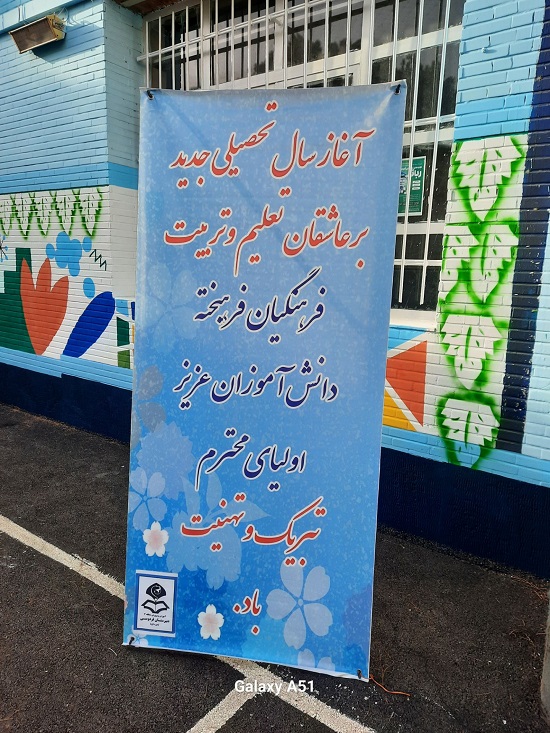 آغاز سال تحصیلی جدید
بر عاشقان تعلیم و تربیت
فرهنگیان فرهیخته
دانش آموزان عزیز
اولیای محترم
تبریک و تهنیت
باد.
Galaxy A51